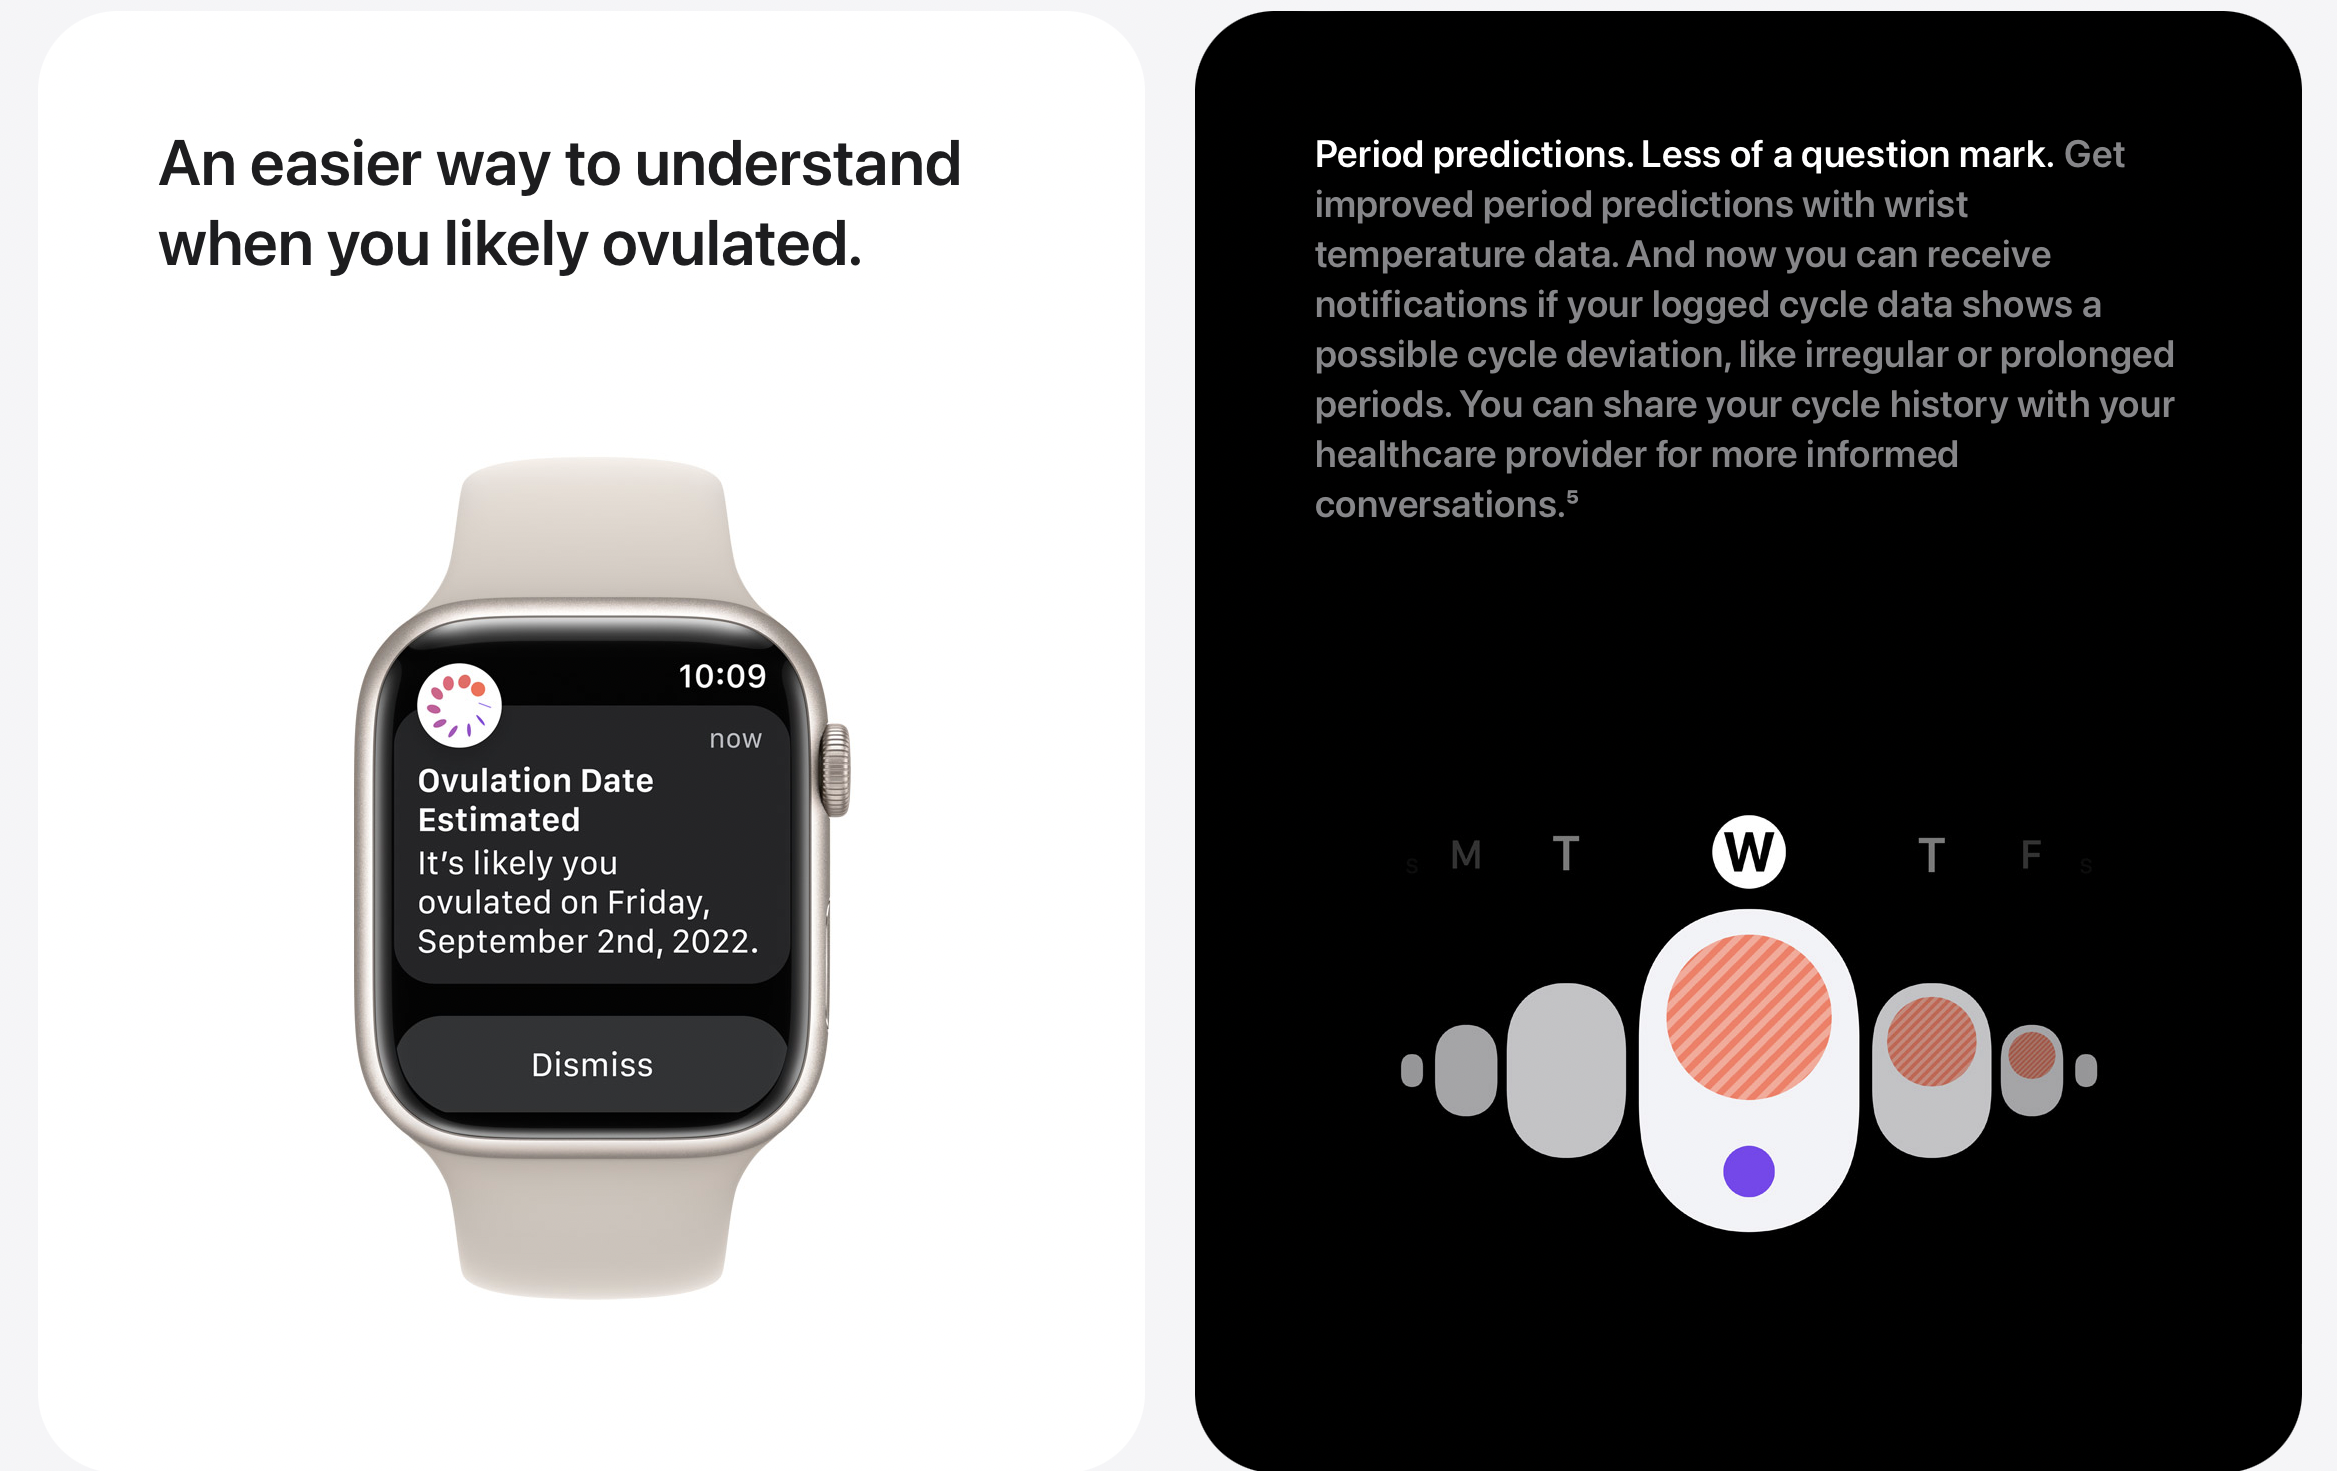 An easier way to understand
when you likely ovulated.
10:09
now
Ovulation Date
Estimated
It’s likely you
ovulated on Friday,
September 2nd, 2022.
Dismiss
Period predictions. Less of a question mark. Get
improved period predictions with wrist
temperature data. And now you can receive
notifications if your logged cycle data shows a
possible cycle deviation, like irregular or prolonged
periods. You can share your cycle history with your
healthcare provider for more informed
conversations.⁵
S M T W T F S